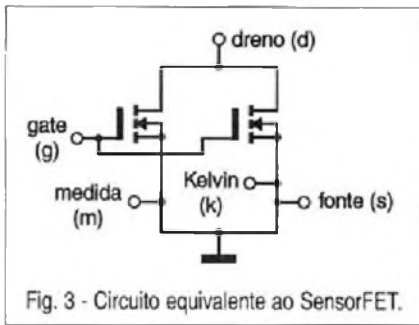 dreno (d)
gate
(g)
medida
(m)
Kelvin
(k)
fonte (s)
Fig. 3 - Circuito equivalente ao SensorFET.